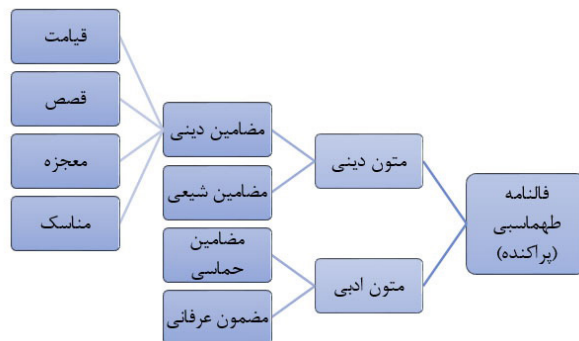 فالنامه
طهماسبی
(پراکنده)
متون دینی
متون ادبی
مضامین دینی
مضامین شیعی
مضامین
حماسی
مضمون عرفانی
قیامت
قصص
معجزه
مناسک